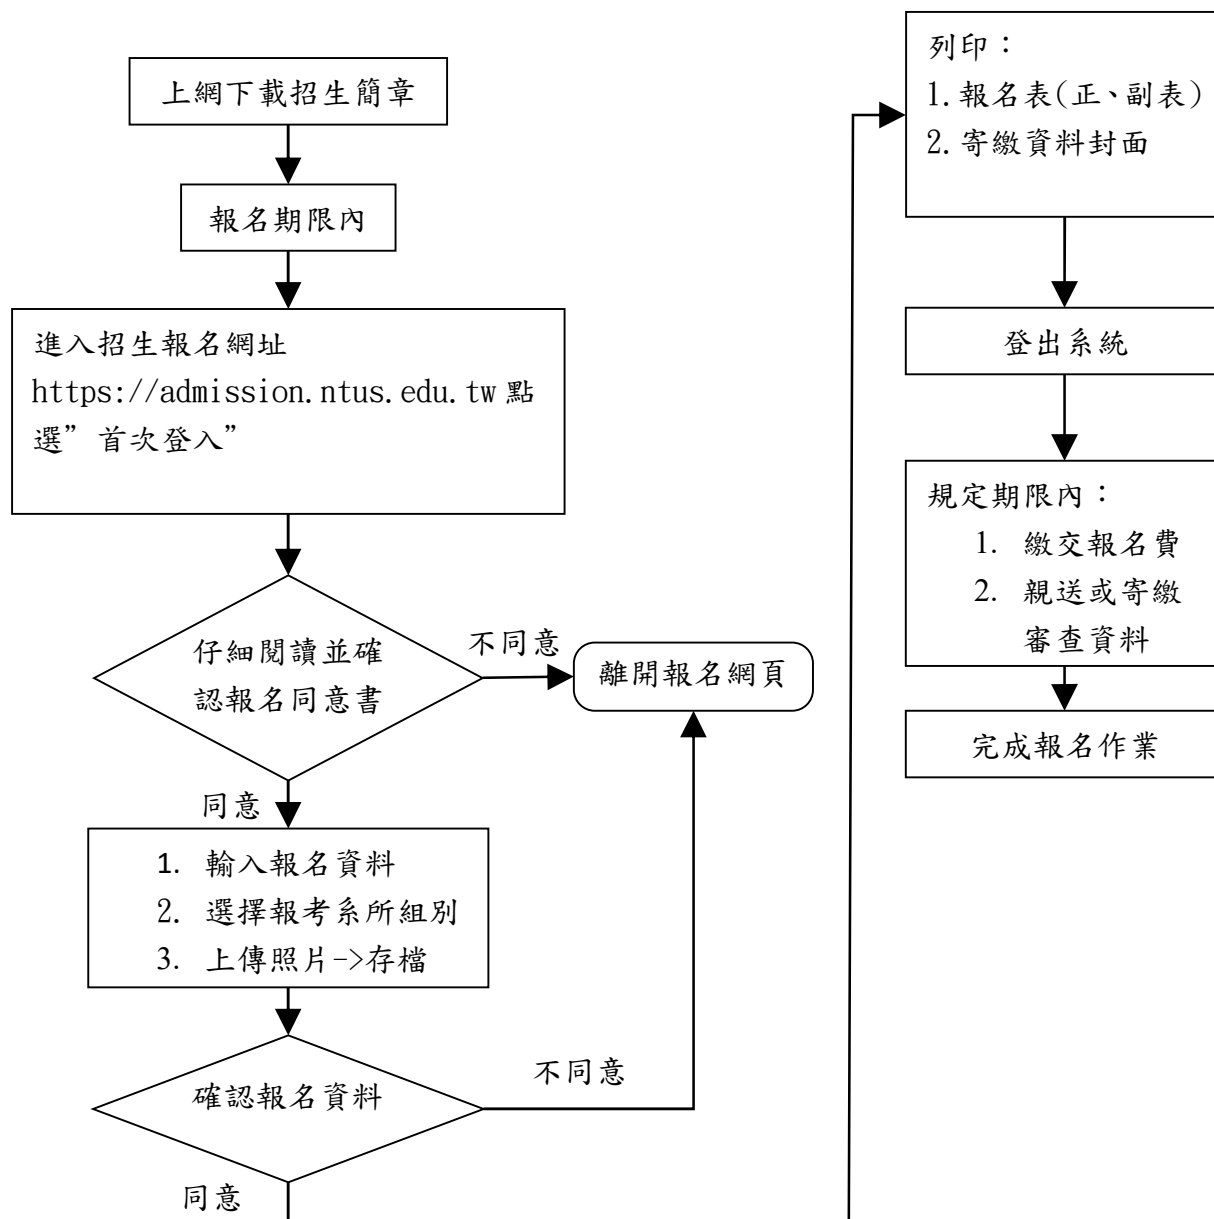 上網下載招生簡章
報名期限內
進入招生報名網址
https://admission.ntus.edu.tw 點
選”首次登入”
仔細閱讀並確
認報名同意書
不同意
離開報名網頁
同意
1. 輸入報名資料
2. 選擇報考系所組別
3. 上傳照片->存檔
確認報名資料
不同意
同意
列印：
1.報名表(正、副表)
2.寄繳資料封面
登出系統
規定期限內：
1. 繳交報名費
2. 親送或寄繳
審查資料
完成報名作業